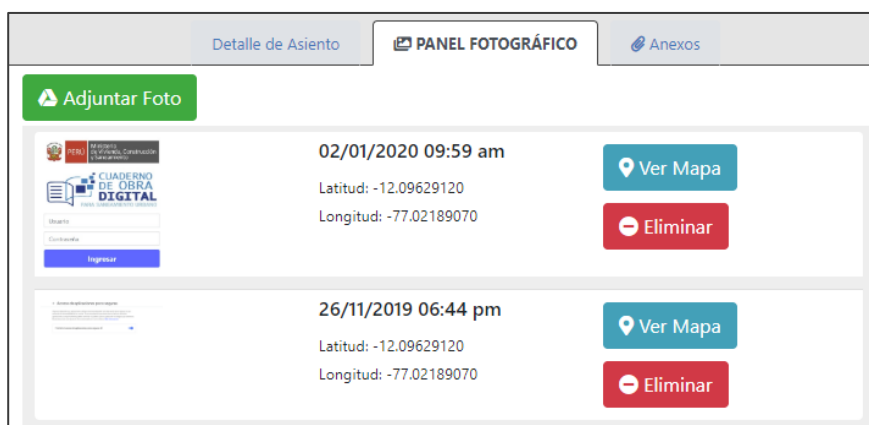 Detalle de Asiento
PANEL FOTOGRÁFICO
Anexos
Adjuntar Foto
PERÚ
Ministerio
de Vivienda, Construcción
y Saneamiento
CUADERNO
DE OBRA
DIGITAL
Usuario
Contraseña
Ingresar
02/01/2020 09:59 am
Latitud: -12.09629120
Longitud: -77.02189070
Ver Mapa
Eliminar
26/11/2019 06:44 pm
Latitud: -12.09629120
Longitud: -77.02189070
Ver Mapa
Eliminar